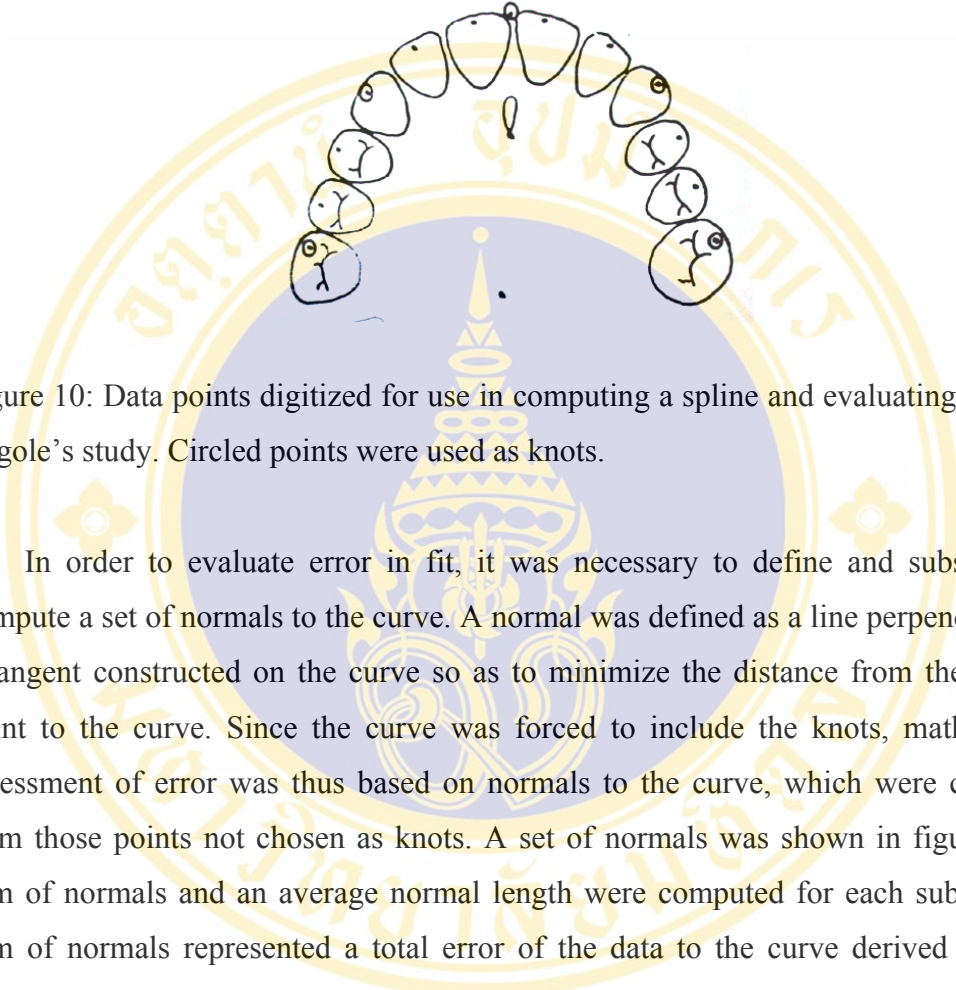 gure 10: Data points digitized for use in computing a spline and evaluating
gole’s study. Circled points were used as knots.
In order to evaluate error in fit, it was necessary to define and subs
mpute a set of normals to the curve. A normal was defined as a line perpend
angent constructed on the curve so as to minimize the distance from the
int to the curve. Since the curve was forced to include the knots, math
essment of error was thus based on normals to the curve, which were c
m those points not chosen as knots. A set of normals was shown in figu
m of normals and an average normal length were computed for each sub
m of normals represented a total error of the data to the curve derived